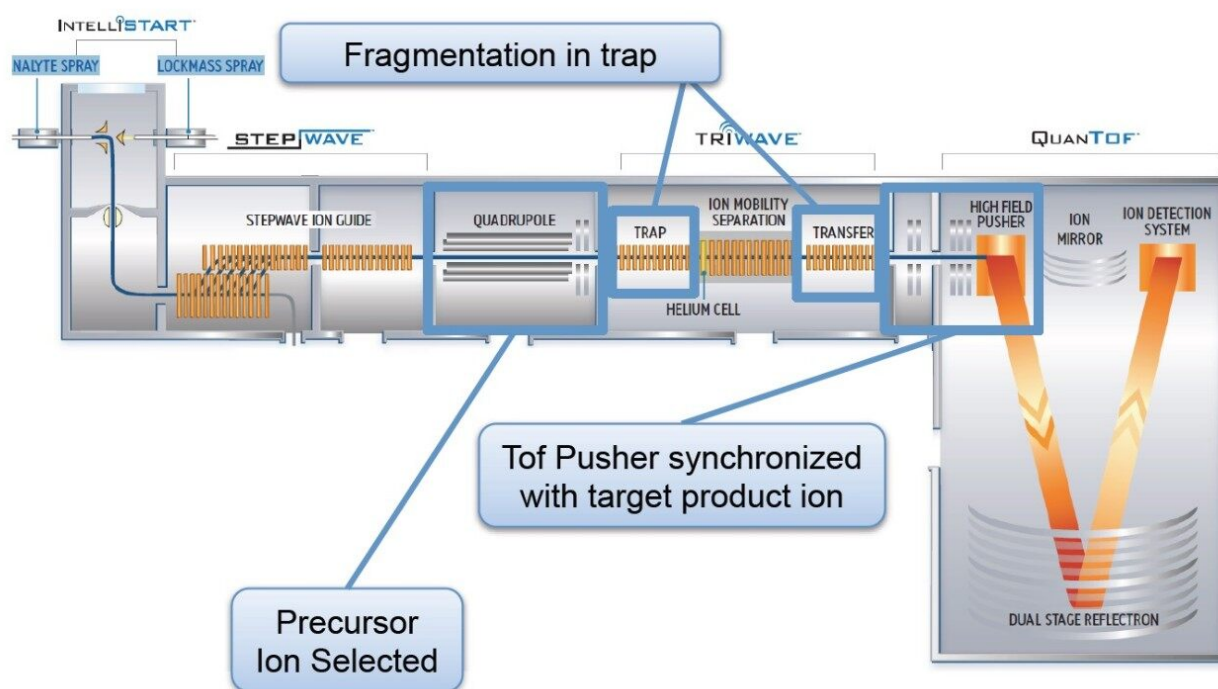 INTELLISTART
NALYTE SPRAY
LOCKMASS SPRAY
Fragmentation in trap
STEPWAVE
TRIWAVE
QUANTOF
STEPWAVE ION GUIDE
QUADRUPOLE
TRAP
ION MOBILITY
SEPARATION
TRANSFER
HELIUM CELL
HIGH FIELD
PUSHER
ION
MIRROR
ION DETECTION
SYSTEM
Tof Pusher synchronized
with target product ion
Precursor
Ion Selected
DUAL STAGE REFLECTRON